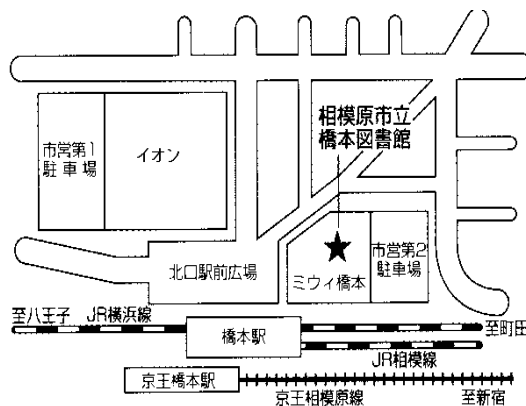 相模原市立
橋本図書館
市営第1
駐車場
イオン
北口駅前広場
ミウィ橋本
市営第2
駐車場
至八王子
JR横浜線
橋本駅
至町田
JR相模線
京王橋本駅
京王相模原線
至新宿